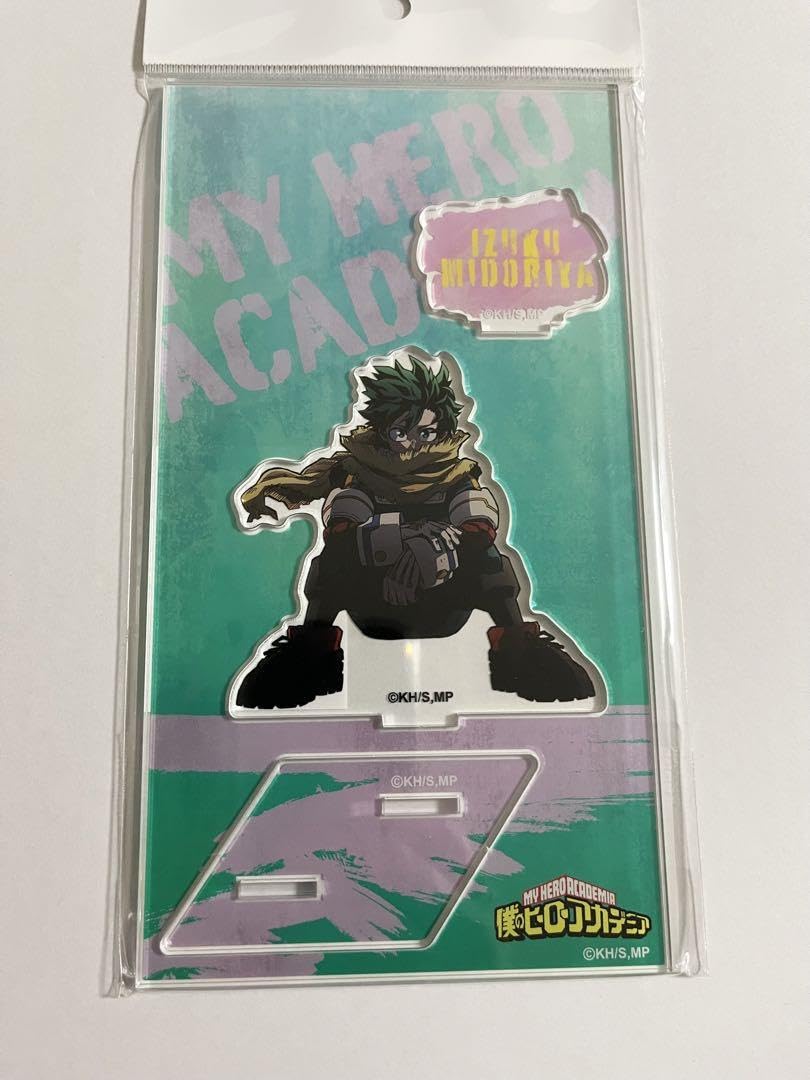 MY HERO
ACADEMIA
IZUKU
MIDORIYA
©KH/S,MP
©KH/S,MP
©KH/S,MP
MY HERO ACADEMIA
僕のヒーローアカデミア
©KH/S,MP